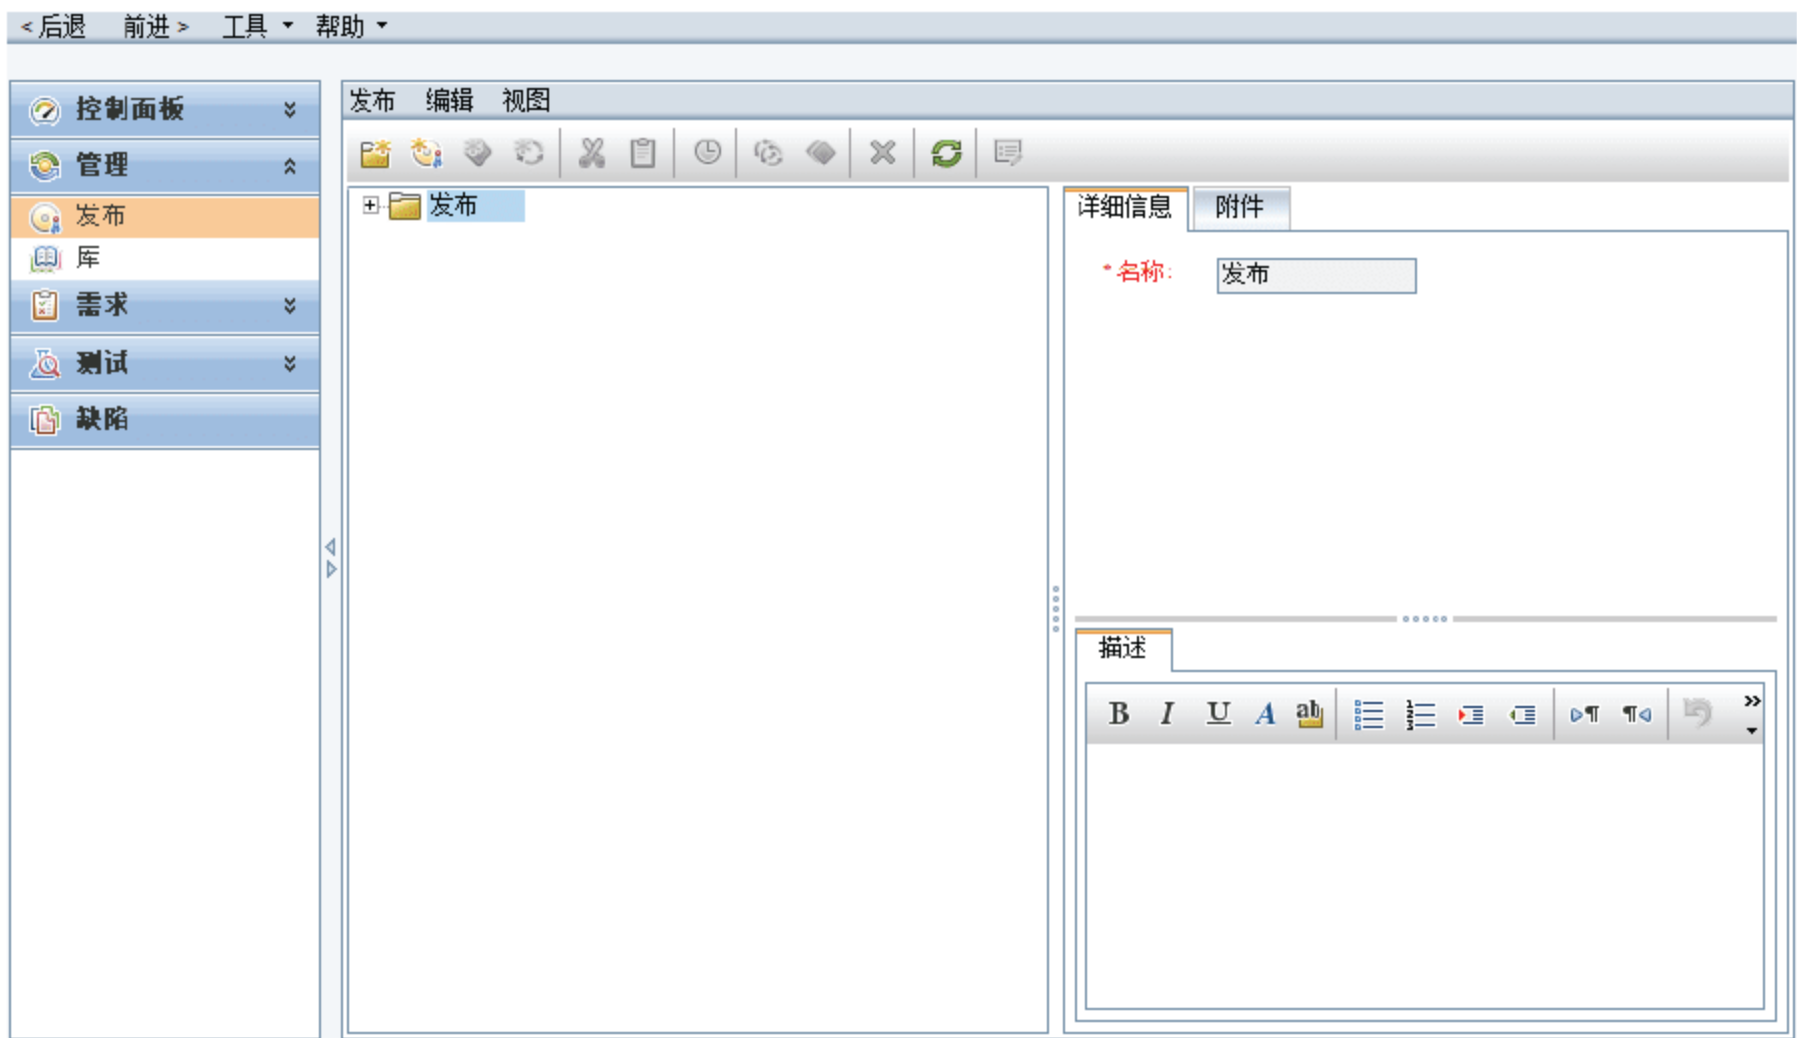 <后退 前进> 工具 帮助
控制面板
管理
发布
库
需求
测试
缺陷
发布 编辑 视图
发布
详细信息 附件
*名称: 发布
描述
B I U A ab